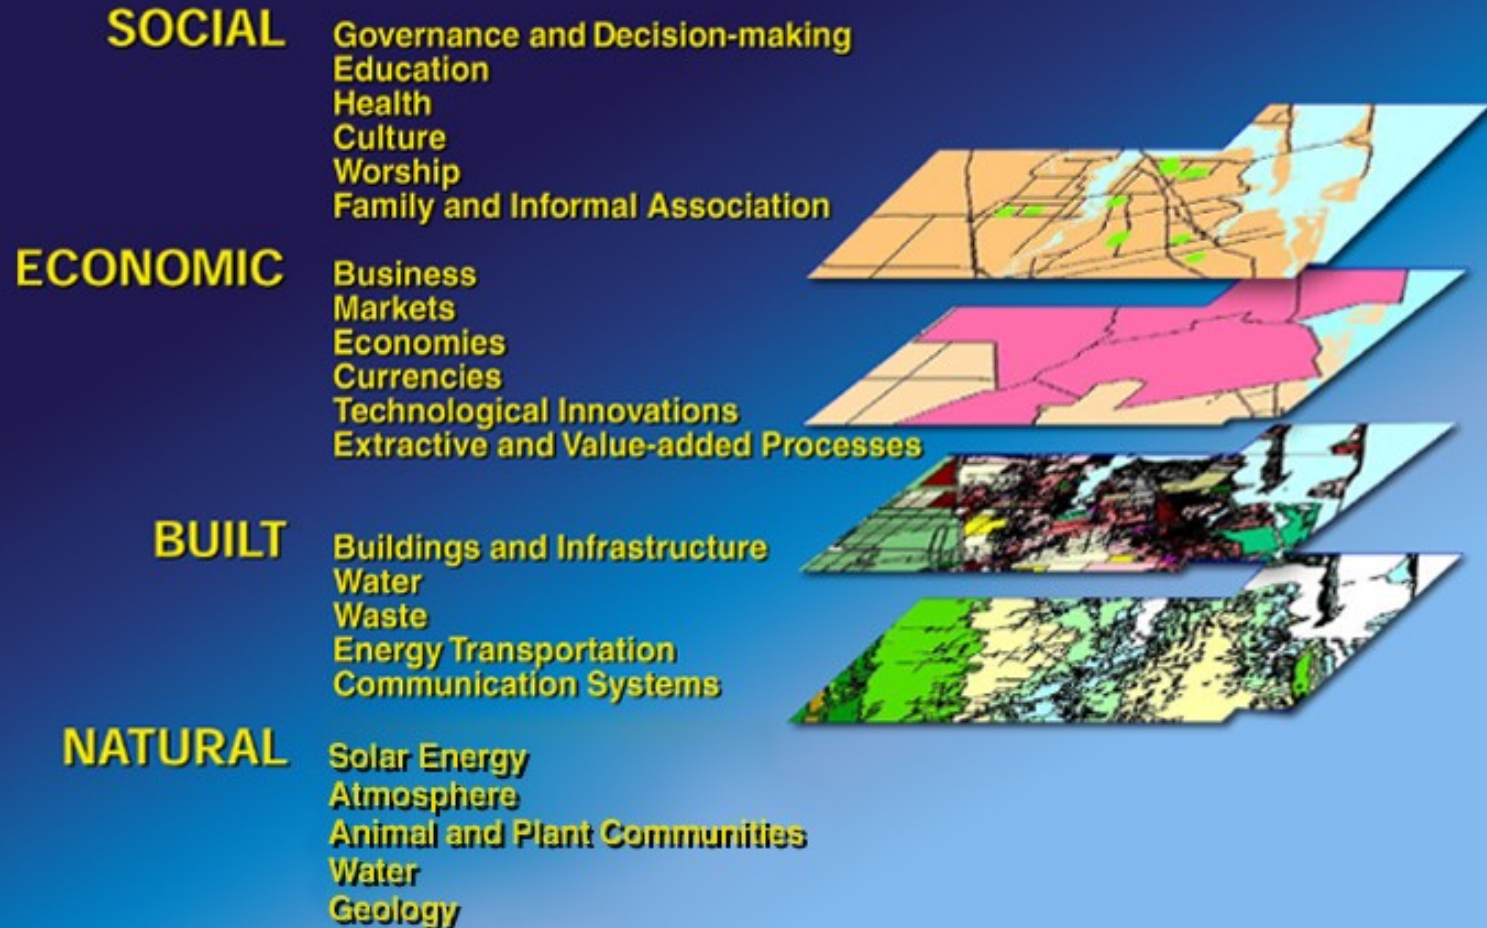 SOCIAL
Governance and Decision-making
Education
Health
Culture
Worship
Family and Informal Association
ECONOMIC
Business
Markets
Economies
Currencies
Technological Innovations
Extractive and Value-added Processes
BUILT
Buildings and Infrastructure
Water
Waste
Energy Transportation
Communication Systems
NATURAL
Solar Energy
Atmosphere
Animal and Plant Communities
Water
Geology